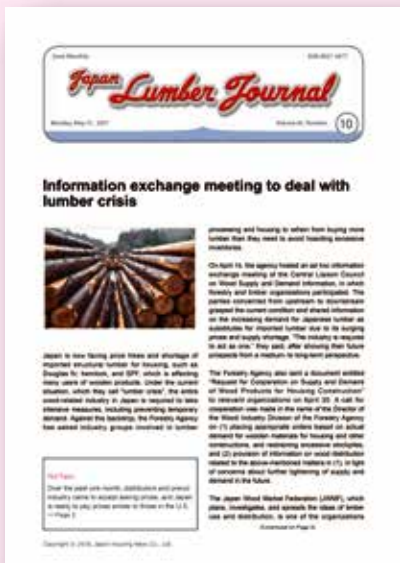 Japan
Lumber Journal
10
Information exchange meeting to deal with
lumber crisis
Japan is now facing price hikes and shortage of
imported structural lumber for housing, such as
Douglas fir, hemlock, and SPF, which is affecting
many users of wooden products. Under the current
situation, which they call "lumber crisis", the entire
wood-related industry in Japan is required to take
intensive measures, including preventing temporary
demand. Against this backdrop, the Forestry Agency
has asked industry groups involved in lumber
Over the past one month, distributors and precut
industry came to accept asking prices, and Japan
is ready to pay prices similar to those in the U.S.
processing and housing to refrain from buying more
lumber than they need to avoid hoarding excessive
inventories.
the agency hosted an ad hoc information
exchange meeting of the Central Liaison Council
on Wood Supply and Demand Information, in which
forestry and timber organizations participated. The
parties concerned from upstream to downstream
grasped the current condition and shared information
on the increasing demand for Japanese lumber as
substitutes for imported lumber due to its surging
prices and supply shortage. "The industry is required
to act as one," they said, after showing their future
prospects from a medium- to long-term perspective.
The Forestry Agency also sent a document entitled
"Request for Cooperation on Supply and Demand
of Wood Products for Housing Construction"
to relevant organizations on April 20. A call for
cooperation was made in the name of the Director of
the Wood Industry Division of the Forestry Agency
on (1) placing appropriate orders based on actual
demand for wooden materials for housing and other
constructions, and restraining excessive stockpiles,
and (2) provision of information on wood distribution
related to the above-mentioned matters in (1), in light
of concerns about further tightening of supply and
demand in the future.
The Japan Wood Market Federation (JWMF), which
plans, investigates, and spreads the ideas of timber
use and distribution, is one of the organizations